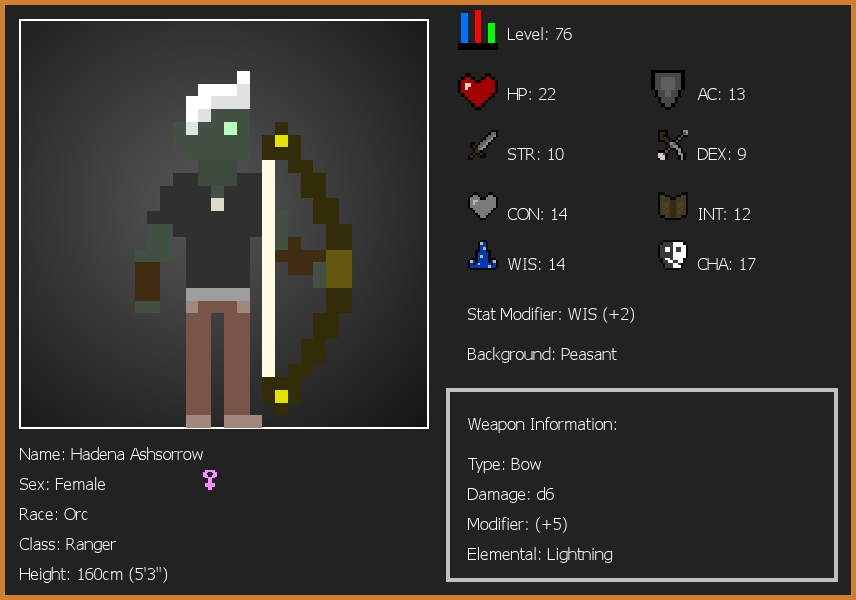 Level: 76
HP: 22
AC: 13
STR: 10
DEX: 9
CON: 14
INT: 12
WIS: 14
CHA: 17
Stat Modifier: WIS (+2)
Background: Peasant
Weapon Information:
Type: Bow
Damage: d6
Modifier: (+5)
Elemental: Lightning
Name: Hadena Ashsorrow
Sex: Female
Race: Orc
Class: Ranger
Height: 160cm (5'3")